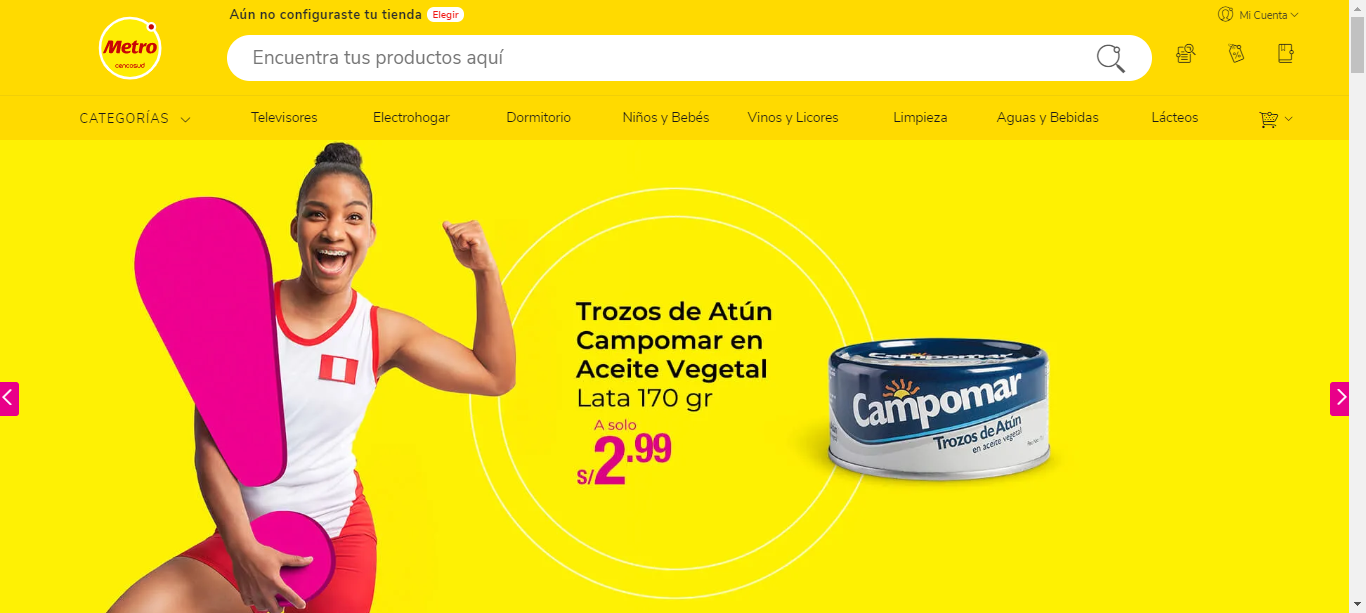 Aún no configuraste tu tienda Elegir
Mi Cuenta
Metro
cencosud
Encuentra tus productos aquí
%
CATEGORÍAS
Televisores
Electrohogar
Dormitorio
Niños y Bebés
Vinos y Licores
Limpieza
Aguas y Bebidas
Lácteos
Trozos de Atún
Campomar en
Aceite Vegetal
Lata 170 gr
A solo
S/2.99
Campomar
Campomar
Trozos de Atún
en aceite vegetal